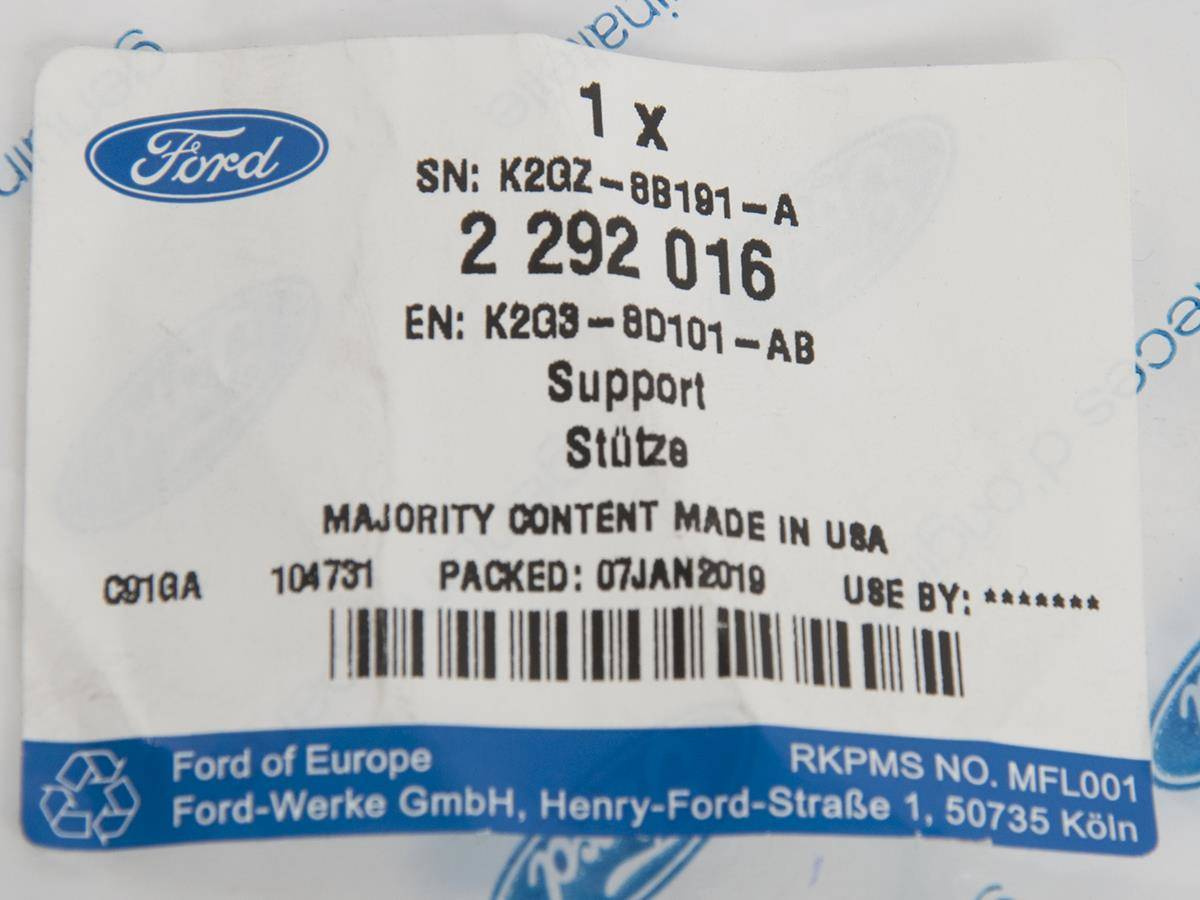 Ford
1 x
SN: K2GZ-8B191-A
2 292 016
EN: K2G3-8D101-AB
Support
Stütze
MAJORITY CONTENT MADE IN USA
C91GA 104731 PACKED: 07JAN2019 USE BY: *******
Ford of Europe
RKPMS NO. MFL001
Ford-Werke GmbH, Henry-Ford-Straße 1, 50735 Köln